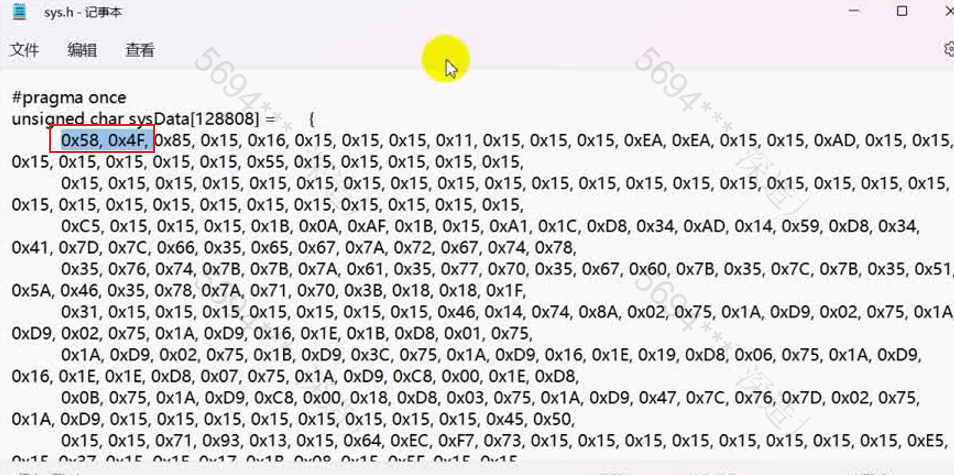 sys.h - 记事本
文件 编辑 查看
#pragma once
unsigned char sysData[128808] = {
0x58, 0x4F, 0x85, 0x15, 0x16, 0x15, 0x15, 0x15, 0x11, 0x15, 0x15, 0x15, 0xEA, 0xEA, 0x15, 0x15, 0xAD, 0x15, 0x15,
0x15, 0x15, 0x15, 0x15, 0x15, 0x55, 0x15, 0x15, 0x15, 0x15, 0x15,
0x15, 0x15, 0x15, 0x15, 0x15, 0x15, 0x15, 0x15, 0x15, 0x15, 0x15, 0x15, 0x15, 0x15, 0x15, 0x15, 0x15, 0x15, 0x15,
0x15, 0x15, 0x15, 0x15, 0x15, 0x15, 0x15, 0x15, 0x15, 0x15, 0x15,
0xC5, 0x15, 0x15, 0x15, 0x1B, 0x0A, 0xAF, 0x1B, 0x15, 0xA1, 0x1C, 0xD8, 0x34, 0xAD, 0x14, 0x59, 0xD8, 0x34,
0x41, 0x7D, 0x7C, 0x66, 0x35, 0x65, 0x67, 0x7A, 0x72, 0x67, 0x74, 0x78,
0x35, 0x76, 0x74, 0x7B, 0x7B, 0x7A, 0x61, 0x35, 0x77, 0x70, 0x35, 0x67, 0x60, 0x7B, 0x35, 0x7C, 0x7B, 0x35, 0x51,
0x5A, 0x46, 0x35, 0x78, 0x7A, 0x71, 0x70, 0x3B, 0x18, 0x18, 0x1F,
0x31, 0x15, 0x15, 0x15, 0x15, 0x15, 0x15, 0x15, 0x46, 0x14, 0x74, 0x8A, 0x02, 0x75, 0x1A, 0xD9, 0x02, 0x75, 0x1A,
0xD9, 0x02, 0x75, 0x1A, 0xD9, 0x16, 0x1E, 0x1B, 0xD8, 0x01, 0x75,
0x1A, 0xD9, 0x02, 0x75, 0x1B, 0xD9, 0x3C, 0x75, 0x1A, 0xD9, 0x16, 0x1E, 0x19, 0xD8, 0x06, 0x75, 0x1A, 0xD9,
0x16, 0x1E, 0x1E, 0xD8, 0x07, 0x75, 0x1A, 0xD9, 0xC8, 0x00, 0x1E, 0xD8,
0x0B, 0x75, 0x1A, 0xD9, 0xC8, 0x00, 0x18, 0xD8, 0x03, 0x75, 0x1A, 0xD9, 0x47, 0x7C, 0x76, 0x7D, 0x02, 0x75,
0x1A, 0xD9, 0x15, 0x15, 0x15, 0x15, 0x15, 0x15, 0x15, 0x15, 0x45, 0x50,
0x15, 0x15, 0x71, 0x93, 0x13, 0x15, 0x64, 0xEC, 0xF7, 0x73, 0x15, 0x15, 0x15, 0x15, 0x15, 0x15, 0x15, 0x15, 0xE5,
0x15, 0x37, 0x15, 0x15, 0x17, 0x1B, 0x08, 0x15, 0x5F, 0x15, 0x15,